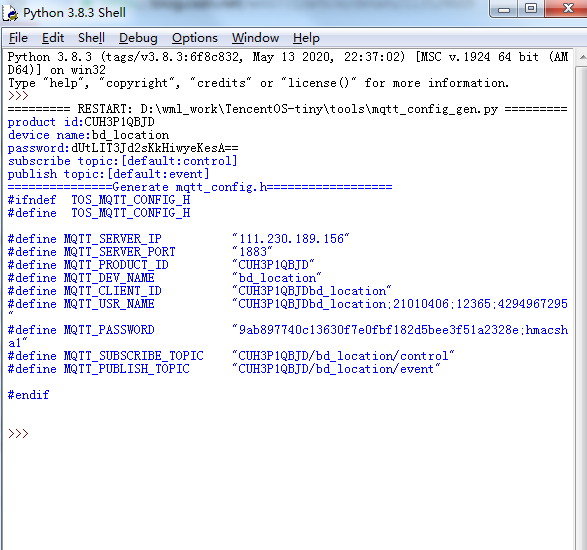 Python 3.8.3 Shell
File Edit Shell Debug Options Window Help
Python 3.8.3 (tags/v3.8.3:6f8c832, May 13 2020, 22:37:02) [MSC v.1924 64 bit (AM
D64)] on win32
Type "help", "copyright", "credits" or "license()" for more information.
>>>
========= RESTART: D:\wml_work\TencentOS-tiny\tools\mqtt_config_gen.py =========
product id:CUH3P1QBJD
device name:bd_location
password:dUtLIT3Jd2sKkHiwyeKesA==
subscribe topic:[default:control]
publish topic:[default:event]
===============Generate mqtt_config.h==================
#ifndef  TOS_MQTT_CONFIG_H
#define  TOS_MQTT_CONFIG_H
#define MQTT_SERVER_IP          "111.230.189.156"
#define MQTT_SERVER_PORT        "1883"
#define MQTT_PRODUCT_ID         "CUH3P1QBJD"
#define MQTT_DEV_NAME           "bd_location"
#define MQTT_CLIENT_ID          "CUH3P1QBJDbd_location"
#define MQTT_USR_NAME           "CUH3P1QBJDbd_location;21010406;12365;4294967295
"
#define MQTT_PASSWORD           "9ab897740c13630f7e0fbf182d5bee3f51a2328e;hmacsh
a1"
#define MQTT_SUBSCRIBE_TOPIC    "CUH3P1QBJD/bd_location/control"
#define MQTT_PUBLISH_TOPIC      "CUH3P1QBJD/bd_location/event"
#endif
>>>